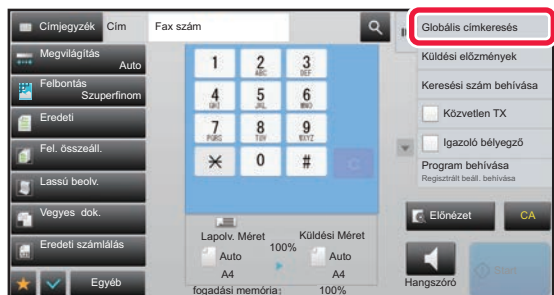 Címjegyzék
Cím
Fax szám
Globális címkeresés
Megvilágítás
Auto
Küldési előzmények
Felbontás
Szuperfinom
Keresési szám behívása
Eredeti
Közvetlen TX
Fel. összeáll.
Igazoló bélyegző
Lassú beolv.
Program behívása
Regisztrált beáll. behívása
Vegyes dok.
Eredeti számlálás
Egyéb
1
2
ABC
3
DEF
4
GHI
5
JKL
6
MNO
7
PQRS
8
TUV
9
WXYZ
0
#
C
Lapolv. Méret
100%
Küldési Méret
Auto
A4
Auto
A4
fogadási memória:
100%
Előnézet
CA
Hangszóró
Start